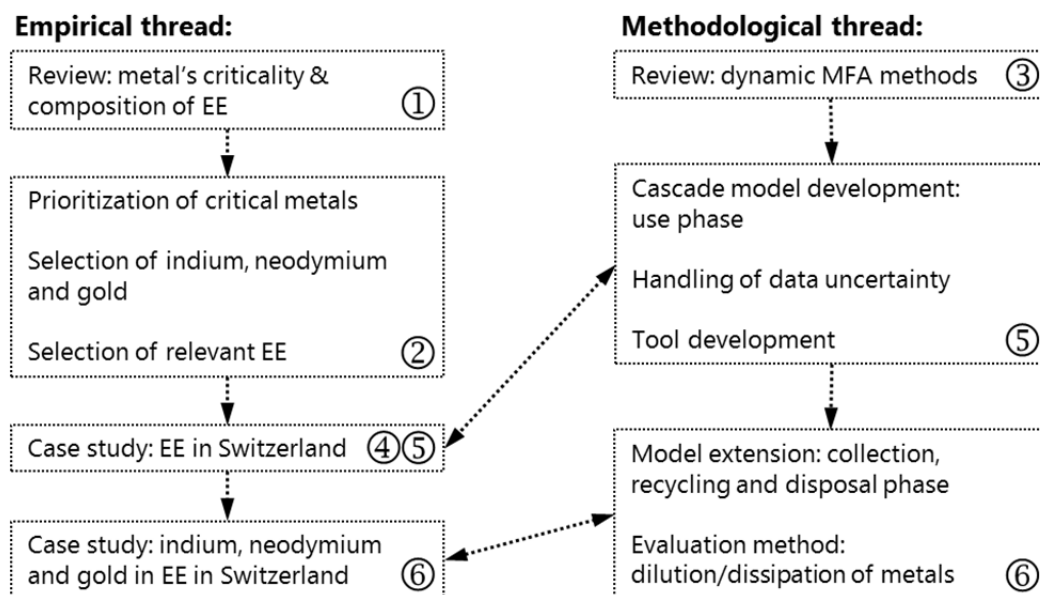 Empirical thread:
Review: metal's criticality &
composition of EE ①
Prioritization of critical metals
Selection of indium, neodymium
and gold
Selection of relevant EE ②
Case study: EE in Switzerland ④⑤
Case study: indium, neodymium
and gold in EE in Switzerland ⑥
Methodological thread:
Review: dynamic MFA methods ③
Cascade model development:
use phase
Handling of data uncertainty
Tool development ⑤
Model extension: collection,
recycling and disposal phase
Evaluation method:
dilution/dissipation of metals ⑥